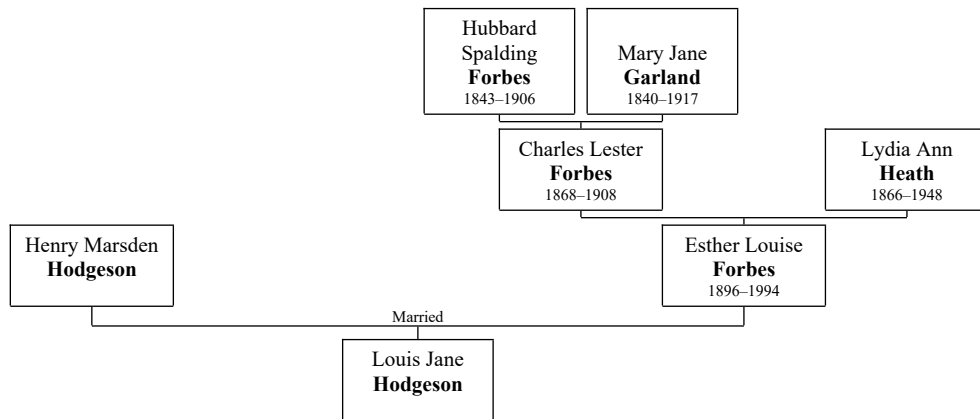 Hubbard
Spalding
Forbes
1843–1906
Mary Jane
Garland
1840–1917
Charles Lester
Forbes
1868–1908
Lydia Ann
Heath
1866–1948
Henry Marsden
Hodgeson
Esther Louise
Forbes
1896–1994
Married
Louis Jane
Hodgeson